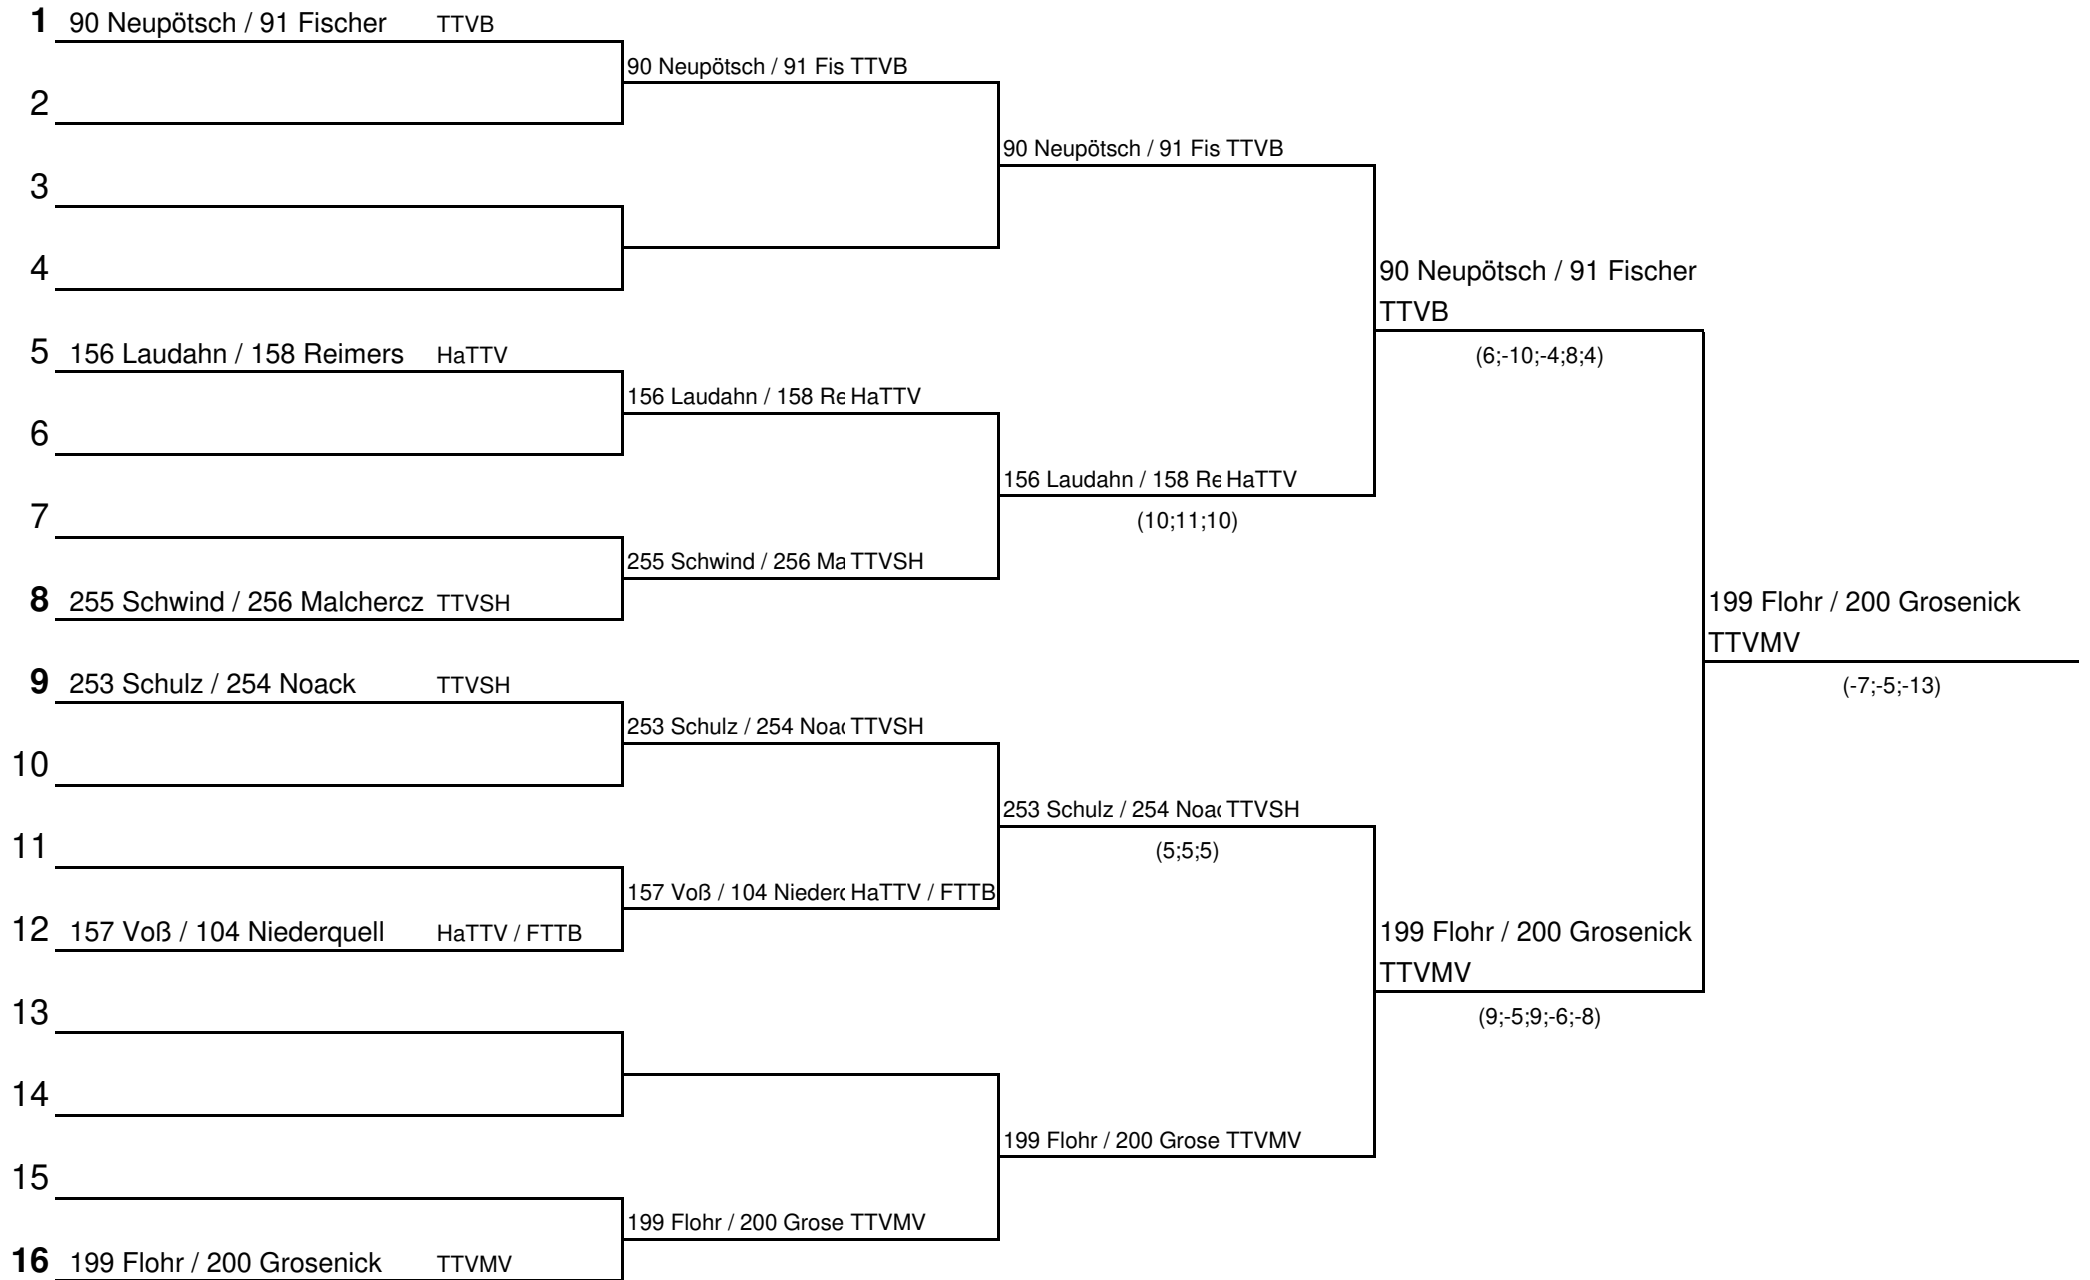 1 90 Neupötsch / 91 Fischer TTVB
90 Neupötsch / 91 Fis TTVB
2
90 Neupötsch / 91 Fis TTVB
3
4
90 Neupötsch / 91 Fischer
TTVB
5 156 Laudahn / 158 Reimers HaTTV
(6;-10;-4;8;4)
156 Laudahn / 158 Re HaTTV
6
156 Laudahn / 158 Re HaTTV
7
(10;11;10)
255 Schwind / 256 Ma TTVSH
8 255 Schwind / 256 Malchercz TTVSH
199 Flohr / 200 Grosenick
TTVMV
9 253 Schulz / 254 Noack TTVSH
(-7;-5;-13)
253 Schulz / 254 Noac TTVSH
10
253 Schulz / 254 Noac TTVSH
11
(5;5;5)
157 Voß / 104 Niederc HaTTV / FTTB
12 157 Voß / 104 Niederquell HaTTV / FTTB
199 Flohr / 200 Grosenick
TTVMV
13
(9;-5;9;-6;-8)
14
199 Flohr / 200 Grose TTVMV
15
199 Flohr / 200 Grose TTVMV
16 199 Flohr / 200 Grosenick TTVMV